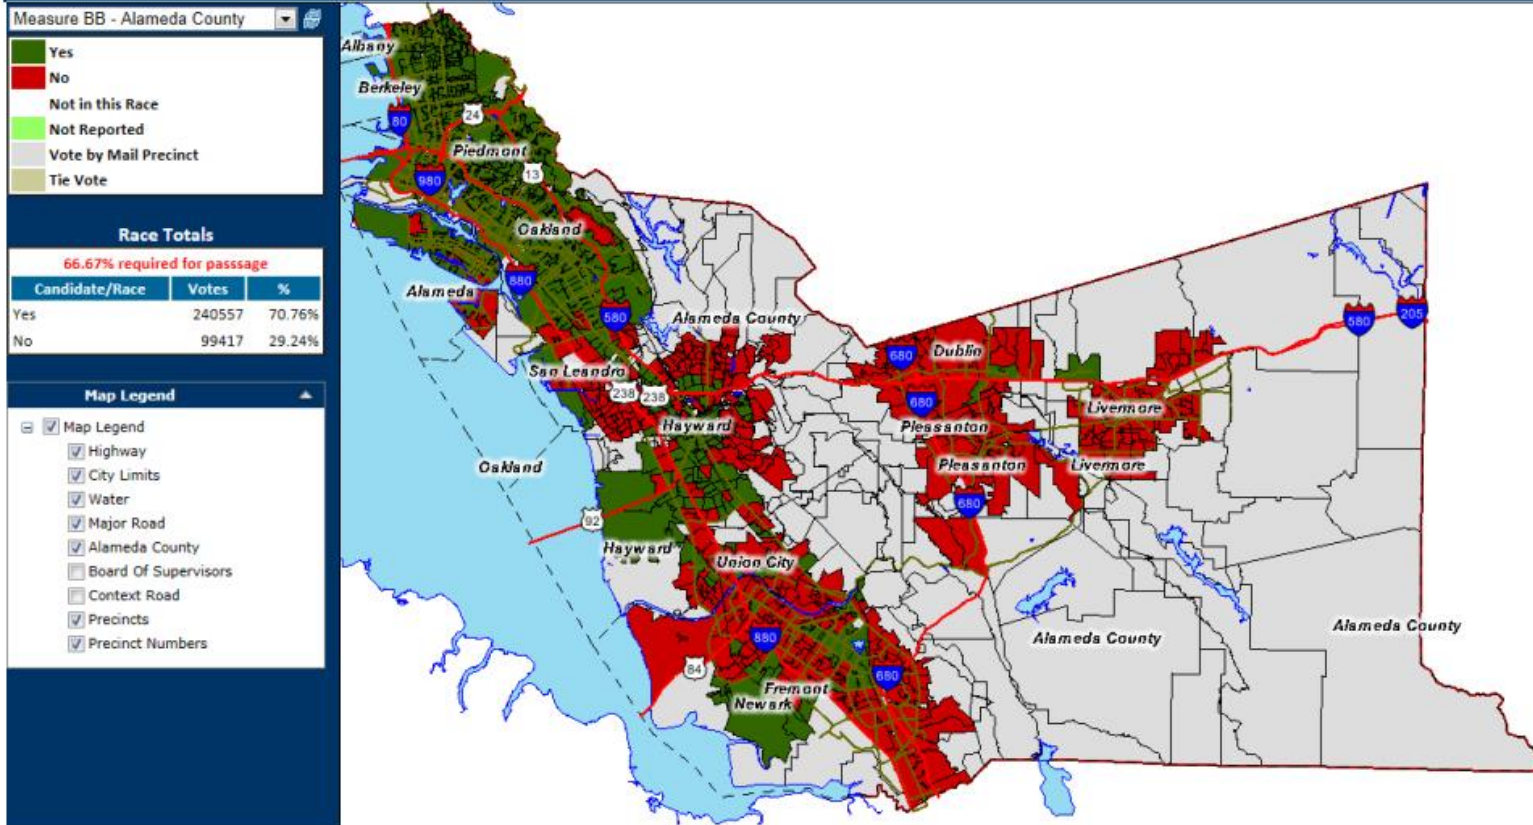 Measure BB - Alameda County
Yes
No
Not in this Race
Not Reported
Vote by Mail Precinct
Tie Vote
Race Totals
66.67% required for passsage
Candidate/Race Votes %
Yes 240557 70.76%
No 99417 29.24%
Map Legend
Map Legend
Highway
City Limits
Water
Major Road
Alameda County
Board Of Supervisors
Context Road
Precincts
Precinct Numbers
Albany
Berkeley
80
24
Piedmont
980
13
Oakland
880
Alameda
580
Alameda County
580
205
680
Dublin
San Leandro
238
238
680
Livermore
Hayward
Pleasanton
Oakland
Pleasanton
Livermore
680
92
Hayward
Union City
880
Alameda County
Alameda County
84
680
Fremont
Newark